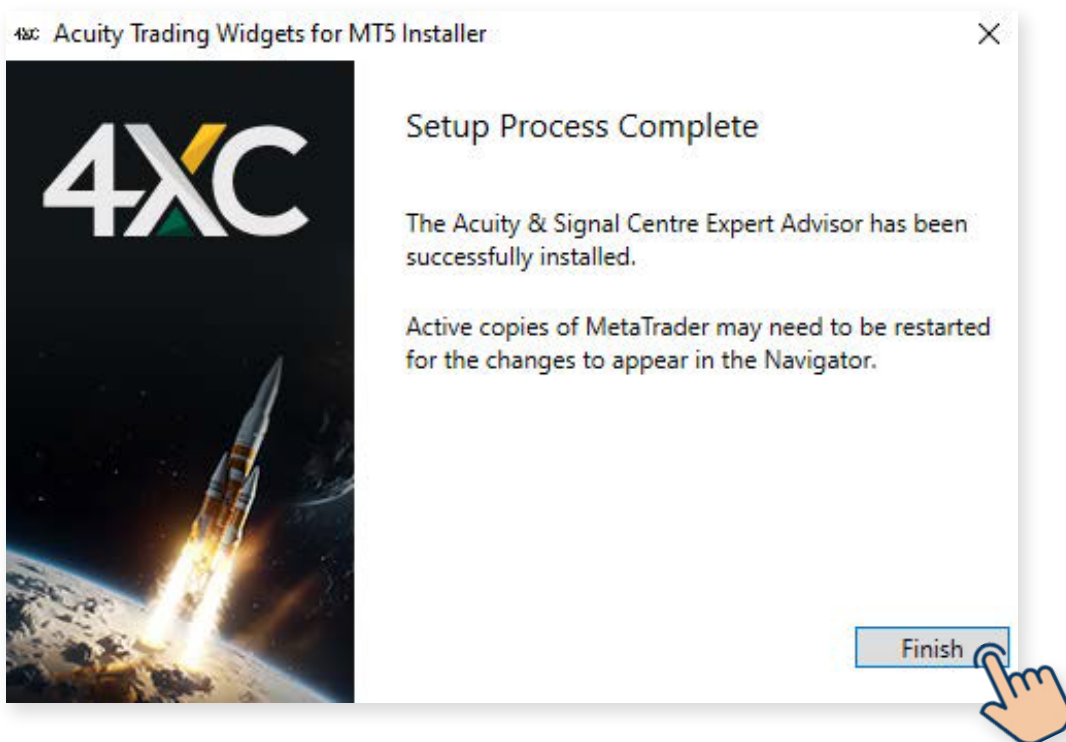 4XC Acuity Trading Widgets for MT5 Installer
4XC
Setup Process Complete
The Acuity & Signal Centre Expert Advisor has been
successfully installed.
Active copies of MetaTrader may need to be restarted
for the changes to appear in the Navigator.
Finish